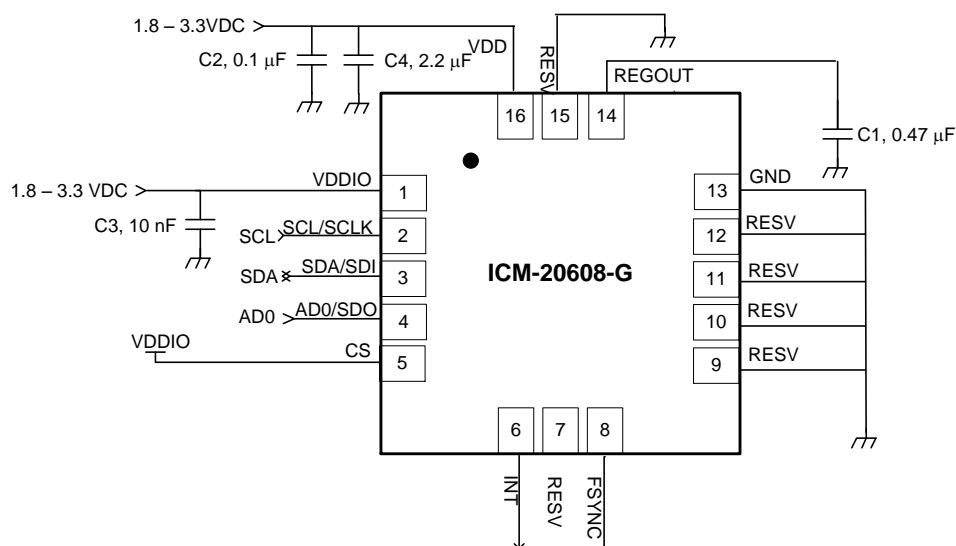 1.8 – 3.3VDC
C2, 0.1 μF
C4, 2.2 μF
VDD
RESV
REGOUT
C1, 0.47 μF
16
15
14
1.8 – 3.3 VDC
C3, 10 nF
VDDIO
1
SCL
SCL/SCLK
2
SDA
SDA/SDI
3
AD0
AD0/SDO
4
VDDIO
CS
5
ICM-20608-G
13
GND
12
RESV
11
RESV
10
RESV
9
RESV
6
7
8
INT
RESV
FSYNC